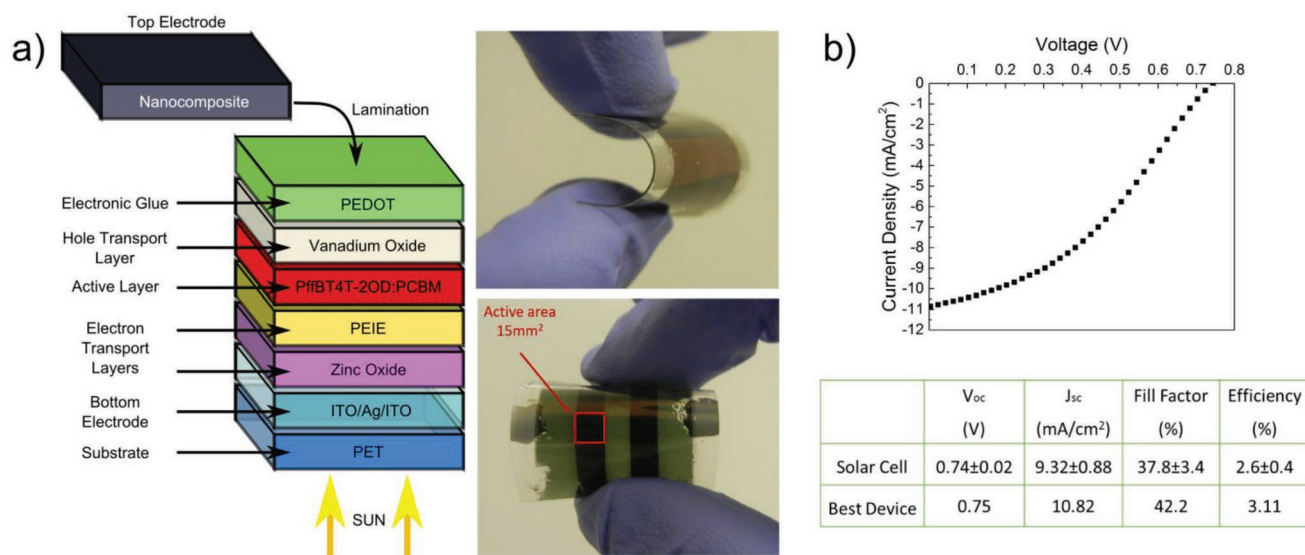 a)
Top Electrode
Nanocomposite
Lamination
Electronic Glue
PEDOT
Hole Transport
Layer
Vanadium Oxide
Active Layer
PffBT4T-2OD:PCBM
Electron
Transport
Layers
PEIE
Zinc Oxide
Bottom
Electrode
ITO/Ag/ITO
Substrate
PET
SUN
Active area
15mm²
b)
Voltage (V)
0.1 0.2 0.3 0.4 0.5 0.6 0.7 0.8
Current Density (mA/cm²)
0
-1
-2
-3
-4
-5
-6
-7
-8
-9
-10
-11
-12
Voc Jsc Fill Factor Efficiency
(V) (mA/cm²) (%) (%)
Solar Cell 0.74±0.02 9.32±0.88 37.8±3.4 2.6±0.4
Best Device 0.75 10.82 42.2 3.11